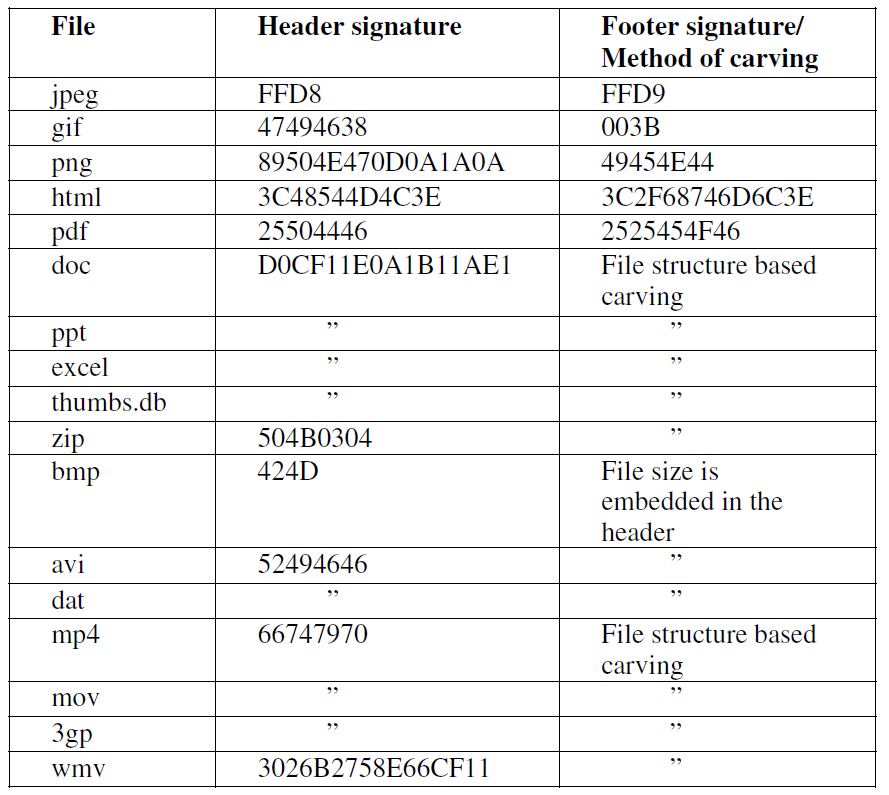 File Header signature Footer signature/
Method of carving
jpeg FFD8 FFD9
gif 47494638 003B
png 89504E470D0A1A0A 49454E44
html 3C48544D4C3E 3C2F68746D6C3E
pdf 25504446 2525454F46
doc D0CF11E0A1B11AE1 File structure based
carving
ppt ” ”
excel ” ”
thumbs.db ” ”
zip 504B0304 ”
bmp 424D File size is
embedded in the
header
avi 52494646 ”
dat ” ”
mp4 66747970 File structure based
carving
mov ” ”
3gp ” ”
wmv 3026B2758E66CF11 ”